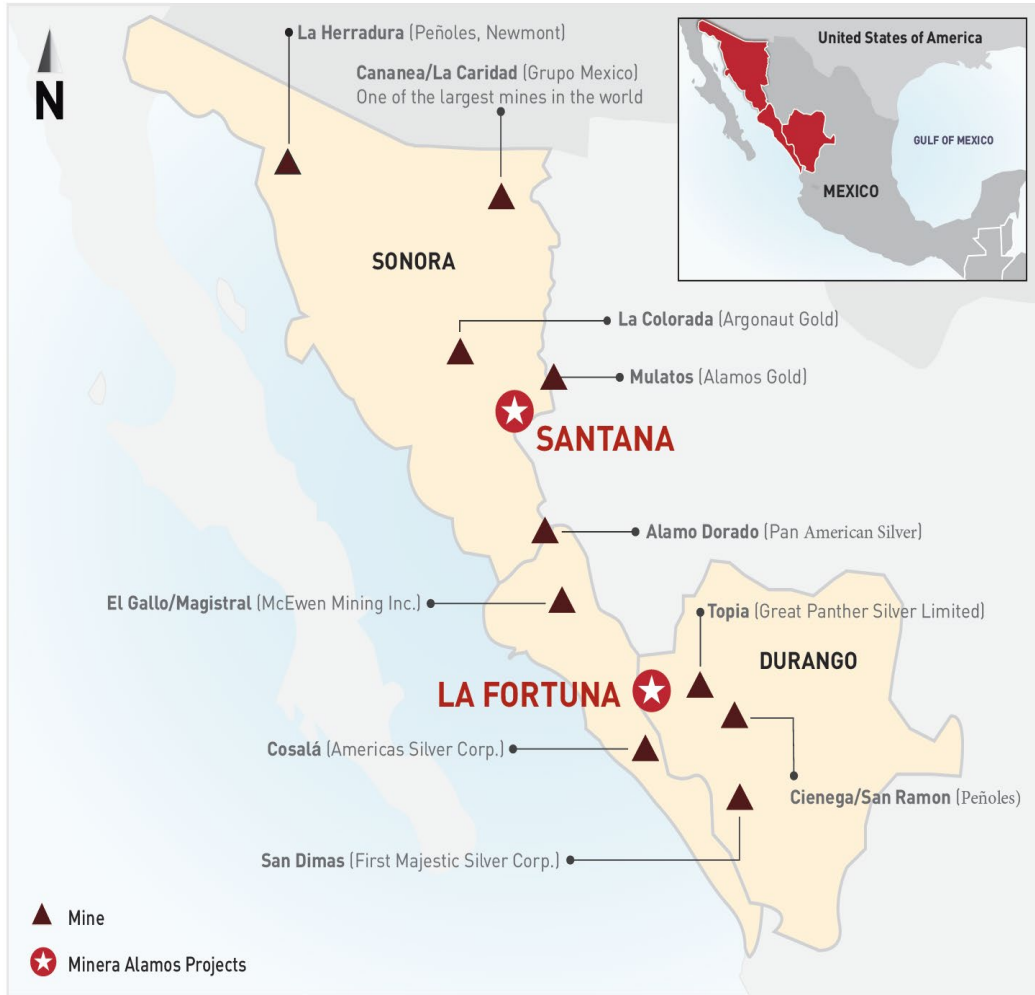 La Herradura (Peñoles, Newmont)
Cananea/La Caridad (Grupo Mexico)
One of the largest mines in the world
N
United States of America
GULF OF MEXICO
MEXICO
SONORA
La Colorada (Argonaut Gold)
Mulatos (Alamos Gold)
SANTANA
Alamo Dorado (Pan American Silver)
El Gallo/Magistral (McEwen Mining Inc.)
Topia (Great Panther Silver Limited)
DURANGO
LA FORTUNA
Cosalá (Americas Silver Corp.)
Cienega/San Ramon (Peñoles)
San Dimas (First Majestic Silver Corp.)
Mine
Minera Alamos Projects